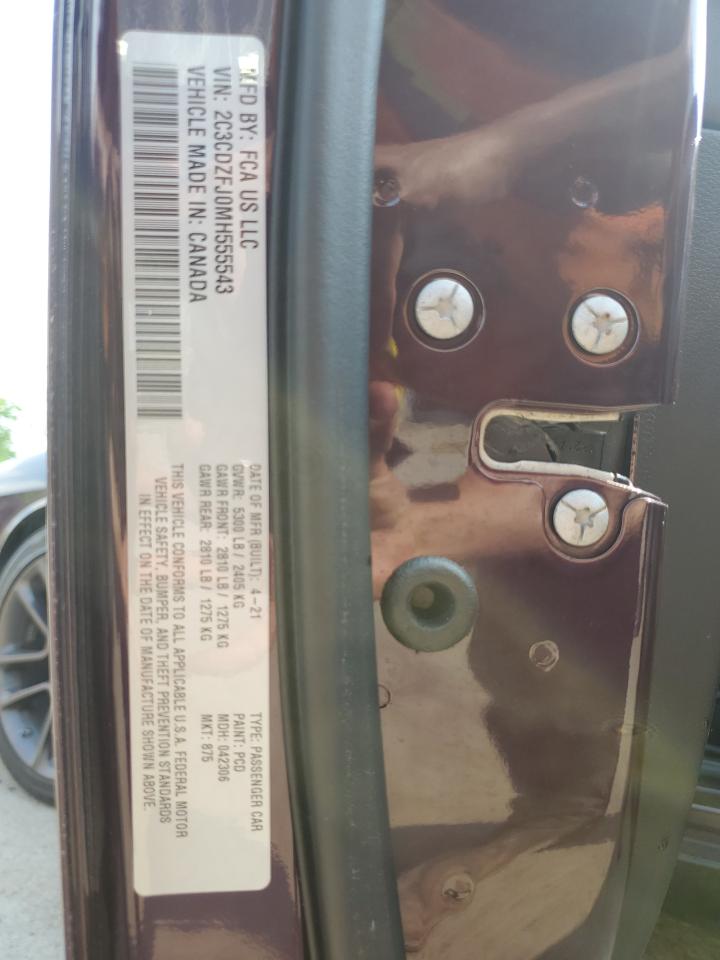 MFD BY: FCA US LLC
VIN: 2C3CDZFJ0MH555543
VEHICLE MADE IN: CANADA
DATE OF MFR (BUILT): 4-21
GVWR: 5300 LB / 2405 KG
GAWR FRONT: 2810 LB / 1275 KG
GAWR REAR: 2810 LB / 1275 KG
TYPE: PASSENGER CAR
PAINT: PCD
MDH: 042306
MKT: 875
THIS VEHICLE CONFORMS TO ALL APPLICABLE U.S.A. FEDERAL MOTOR
VEHICLE SAFETY, BUMPER, AND THEFT PREVENTION STANDARDS
IN EFFECT ON THE DATE OF MANUFACTURE SHOWN ABOVE.